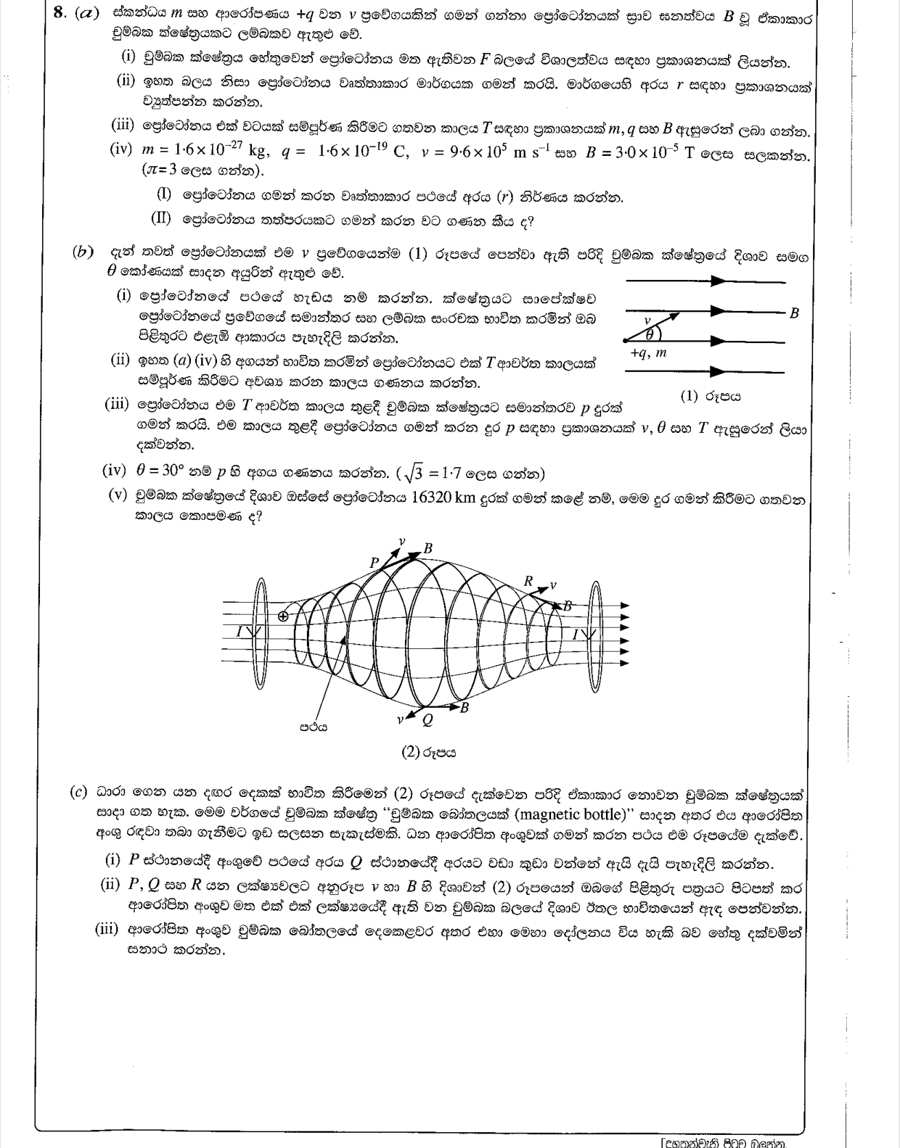 8. (a) ස්කන්ධය m සහ ආරෝපණය +q වන v ප්‍රවේගයකින් ගමන් ගන්නා ප්‍රෝටෝනයක් ස්‍රාව ඝනත්වය B වූ ඒකාකාර
චුම්බක ක්ෂේත්‍රයකට ලම්බකව ඇතුළු වේ.
(i) චුම්බක ක්ෂේත්‍රය හේතුවෙන් ප්‍රෝටෝනය මත ඇතිවන F බලයේ විශාලත්වය සඳහා ප්‍රකාශනයක් ලියන්න.
(ii) ඉහත බලය නිසා ප්‍රෝටෝනය වෘත්තාකාර මාර්ගයක ගමන් කරයි. මාර්ගයෙහි අරය r සඳහා ප්‍රකාශනයක්
ව්‍යුත්පන්න කරන්න.
(iii) ප්‍රෝටෝනය එක් වටයක් සම්පූර්ණ කිරීමට ගතවන කාලය T සඳහා ප්‍රකාශනයක් m, q සහ B ඇසුරෙන් ලබා ගන්න.
(iv) m = 1·6 × 10⁻²⁷ kg, q = 1·6 × 10⁻¹⁹ C, v = 9·6 × 10⁵ m s⁻¹ සහ B = 3·0 × 10⁻⁵ T ලෙස සලකන්න.
(π = 3 ලෙස ගන්න).
(I) ප්‍රෝටෝනය ගමන් කරන වෘත්තාකාර පථයේ අරය (r) නිර්ණය කරන්න.
(II) ප්‍රෝටෝනය තත්පරයකට ගමන් කරන වට ගණන කීය ද?
(b) දැන් තවත් ප්‍රෝටෝනයක් එම v ප්‍රවේගයෙන්ම (1) රූපයේ පෙන්වා ඇති පරිදි චුම්බක ක්ෂේත්‍රයේ දිශාව සමග
θ කෝණයක් සාදන අයුරින් ඇතුළු වේ.
(i) ප්‍රෝටෝනයේ පථයේ හැඩය නම් කරන්න. ක්ෂේත්‍රයට සාපේක්ෂව
ප්‍රෝටෝනයේ ප්‍රවේගයේ සමාන්තර සහ ලම්බක සංරචක භාවිත කරමින් ඔබ
පිළිතුරට එළැඹි ආකාරය පැහැදිලි කරන්න.
B
v
θ
+q, m
(1) රූපය
(ii) ඉහත (a) (iv) හි අගයන් භාවිත කරමින් ප්‍රෝටෝනයට එක් T ආවර්ත කාලයක්
සම්පූර්ණ කිරීමට අවශ්‍ය කරන කාලය ගණනය කරන්න.
(iii) ප්‍රෝටෝනය එම T ආවර්ත කාලය තුළදී චුම්බක ක්ෂේත්‍රයට සමාන්තරව p දුරක්
ගමන් කරයි. එම කාලය තුළදී ප්‍රෝටෝනය ගමන් කරන දුර p සඳහා ප්‍රකාශනයක් v, θ සහ T ඇසුරෙන් ලියා
දක්වන්න.
(iv) θ = 30° නම් p හි අගය ගණනය කරන්න. (√3 = 1·7 ලෙස ගන්න)
(v) චුම්බක ක්ෂේත්‍රයේ දිශාව ඔස්සේ ප්‍රෝටෝනය 16320 km දුරක් ගමන් කළේ නම්, මෙම දුර ගමන් කිරීමට ගතවන
කාලය කොපමණ ද?
v
B
P
R
v
B
I
I
B
v
Q
පථය
(2) රූපය
(c) ධාරා ගෙන යන දඟර දෙකක් භාවිත කිරීමෙන් (2) රූපයේ දැක්වෙන පරිදි ඒකාකාර නොවන චුම්බක ක්ෂේත්‍රයක්
සාදා ගත හැක. මෙම වර්ගයේ චුම්බක ක්ෂේත්‍ර “චුම්බක බෝතලයක් (magnetic bottle)” සාදන අතර එය ආරෝපිත
අංශු රඳවා තබා ගැනීමට ඉඩ සලසන සැකැස්මකි. ධන ආරෝපිත අංශුවක් ගමන් කරන පථය එම රූපයේම දැක්වේ.
(i) P ස්ථානයේදී අංශුවේ පථයේ අරය Q ස්ථානයේදී අරයට වඩා කුඩා වන්නේ ඇයි දැයි පැහැදිලි කරන්න.
(ii) P, Q සහ R යන ලක්ෂ්‍යවලට අනුරූප v හා B හි දිශාවන් (2) රූපයෙන් ඔබගේ පිළිතුරු පත්‍රයට පිටපත් කර
ආරෝපිත අංශුව මත එක් එක් ලක්ෂ්‍යයේදී ඇති වන චුම්බක බලයේ දිශාව ඊතල භාවිතයෙන් ඇඳ පෙන්වන්න.
(iii) ආරෝපිත අංශුව චුම්බක බෝතලයේ දෙකෙළවර අතර එහා මෙහා දෝලනය විය හැකි බව හේතු දක්වමින්
සනාථ කරන්න.